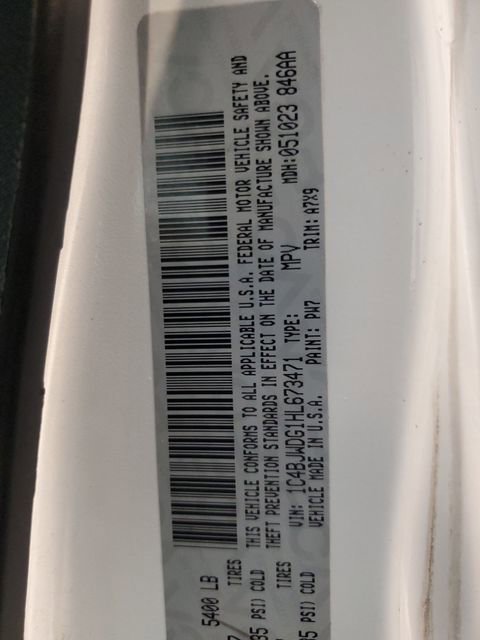 5400 LB
TIRES
35 PSI) COLD
TIRES
35 PSI) COLD
THIS VEHICLE CONFORMS TO ALL APPLICABLE U.S.A. FEDERAL MOTOR VEHICLE SAFETY AND
THEFT PREVENTION STANDARDS IN EFFECT ON THE DATE OF MANUFACTURE SHOWN ABOVE.
VIN: 1C4BJWDG1HL673471 TYPE: MPV MDH:051023 846AA
VEHICLE MADE IN U.S.A. PAINT: PW7 TRIM: A7X9